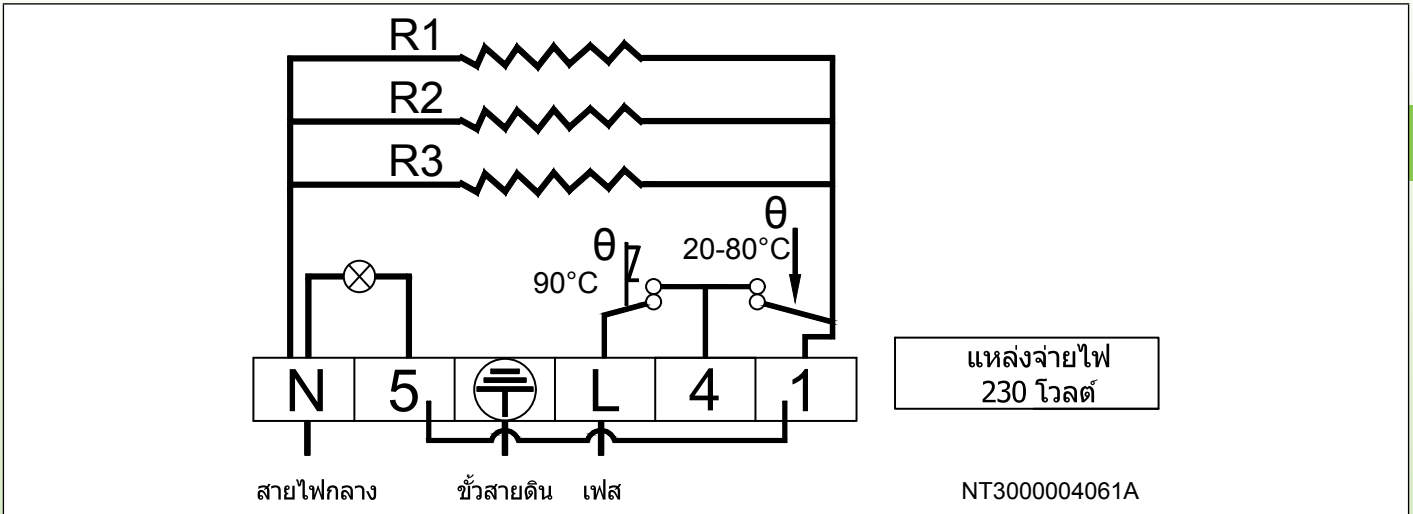 R1
R2
R3
θ
20-80°C
θ
90°C
N 5 L 4 1
แหล่งจ่ายไฟ
230 โวลต์
สายไฟกลาง ขั้วสายดิน เฟส
NT3000004061A